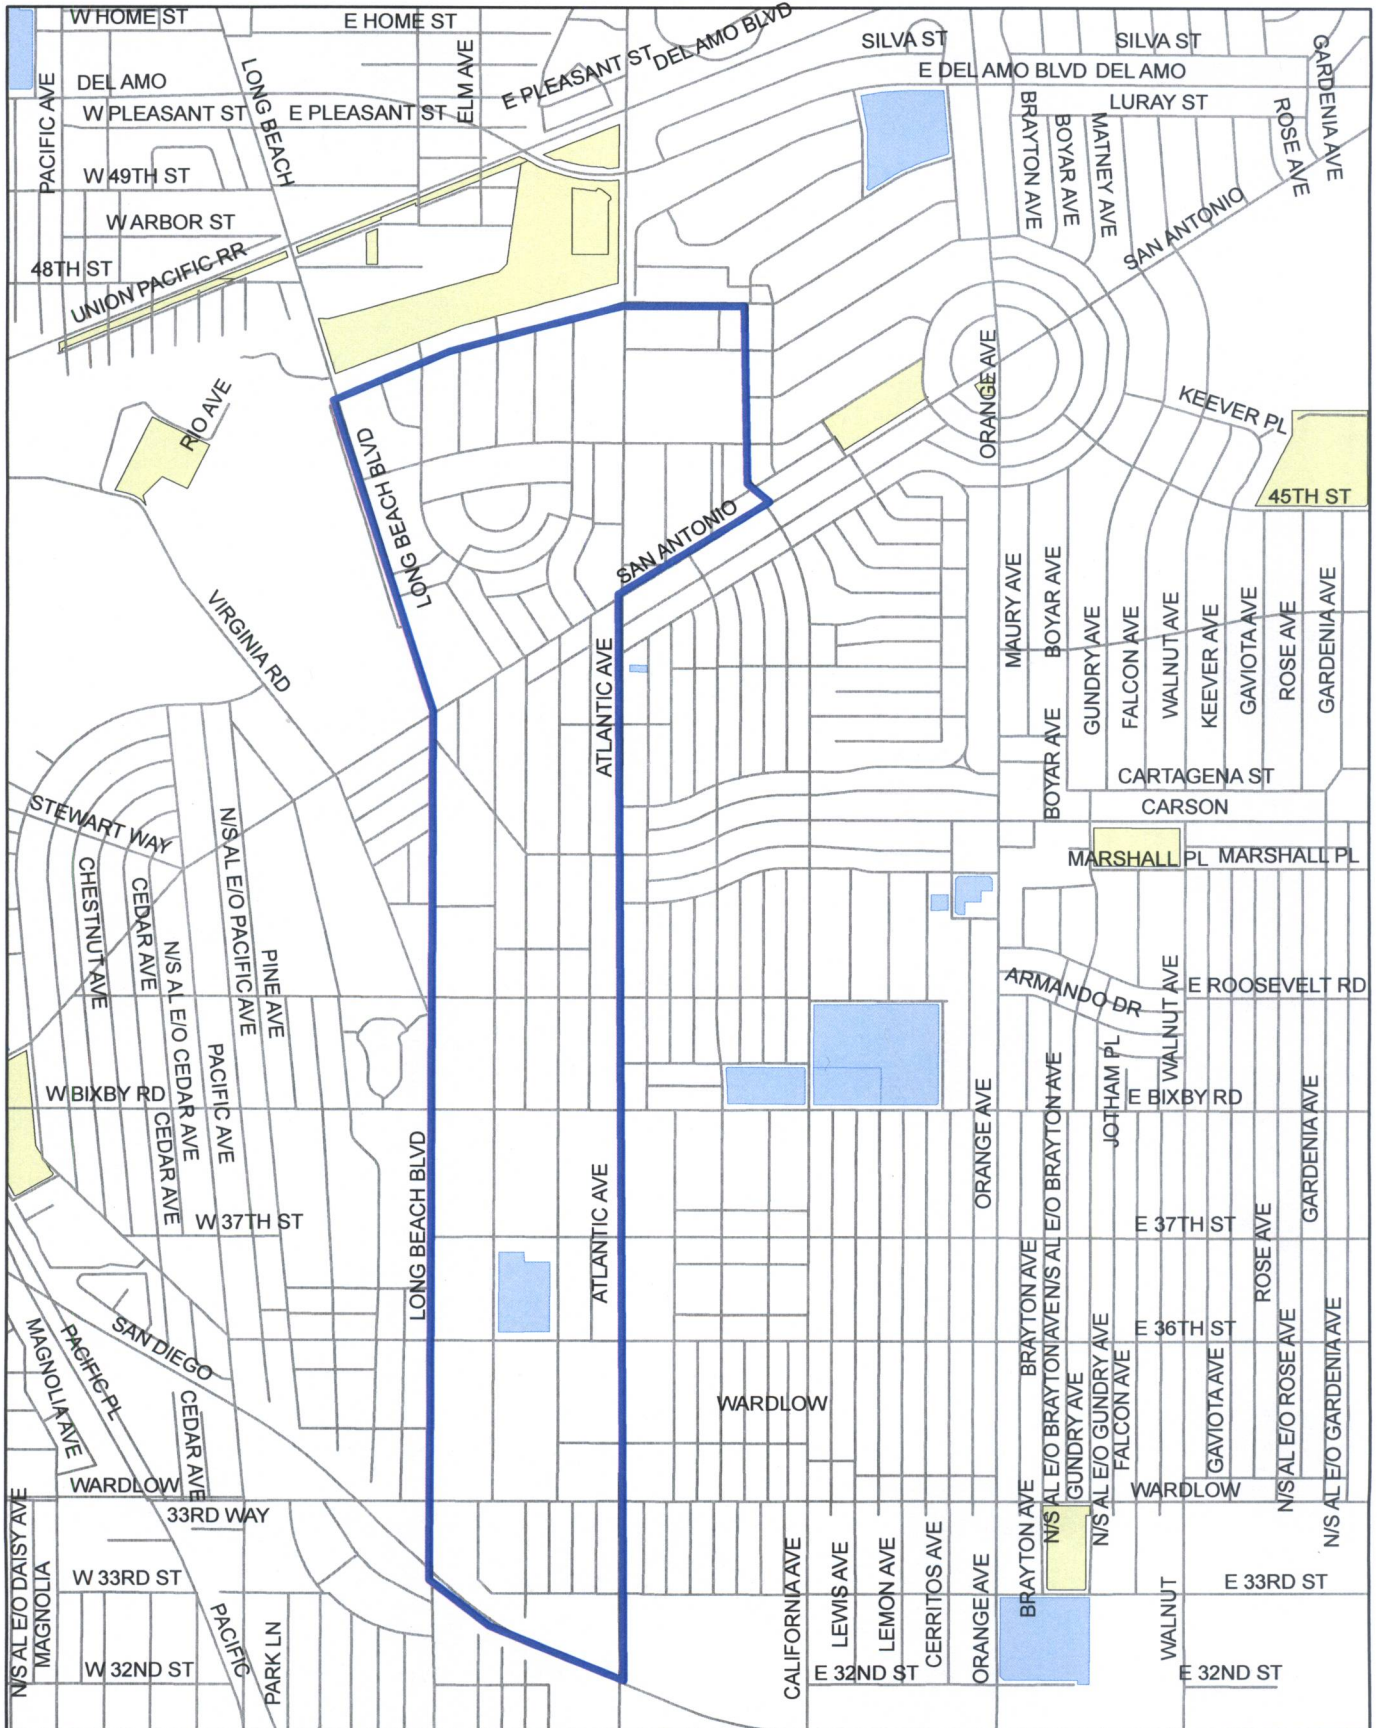 W HOME ST
E HOME ST
ELM AVE
E PLEASANT ST
DEL AMO BLVD
SILVA ST
SILVA ST
GARDENIA AVE
PACIFIC AVE
DEL AMO
LONG BEACH
E DEL AMO BLVD
DEL AMO
W PLEASANT ST
E PLEASANT ST
LURAY ST
BRAYTON AVE
BOYAR AVE
MATNEY AVE
ROSE AVE
W 49TH ST
W ARBOR ST
SAN ANTONIO
48TH ST
UNION PACIFIC RR
ORANGE AVE
RIO AVE
KEEVER PL
LONG BEACH BLVD
45TH ST
SAN ANTONIO
VIRGINIA RD
MAURY AVE
BOYAR AVE
GUNDRY AVE
FALCON AVE
WALNUT AVE
KEEVER AVE
GAVIOTA AVE
ROSE AVE
GARDENIA AVE
ATLANTIC AVE
BOYAR AVE
CARTAGENA ST
STEWART WAY
CARSON
N/S AL E/O PACIFIC AVE
MARSHALL PL
MARSHALL PL
CHESTNUT AVE
CEDAR AVE
N/S AL E/O CEDAR AVE
PINE AVE
ARMANDO DR
WALNUT AVE
E ROOSEVELT RD
PACIFIC AVE
W BIXBY RD
CEDAR AVE
JOTHAM PL
E BIXBY RD
LONG BEACH BLVD
ATLANTIC AVE
ORANGE AVE
N/S AL E/O BRAYTON AVE
GARDENIA AVE
W 37TH ST
E 37TH ST
ROSE AVE
BRAYTON AVE
N/S AL E/O BRAYTON AVE
SAN DIEGO
E 36TH ST
MAGNOLIA AVE
PACIFIC PL
CEDAR AVE
WARDLOW
GUNDRY AVE
N/S AL E/O GUNDRY AVE
FALCON AVE
GAVIOTA AVE
N/S AL E/O ROSE AVE
N/S AL E/O GARDENIA AVE
WARDLOW
WARDLOW
33RD WAY
N/S AL E/O DAISY AVE
MAGNOLIA
W 33RD ST
PACIFIC
PARK LN
W 32ND ST
CALIFORNIA AVE
LEWIS AVE
LEMON AVE
CERRITOS AVE
ORANGE AVE
BRAYTON AVE
E 33RD ST
WALNUT
E 32ND ST
E 32ND ST